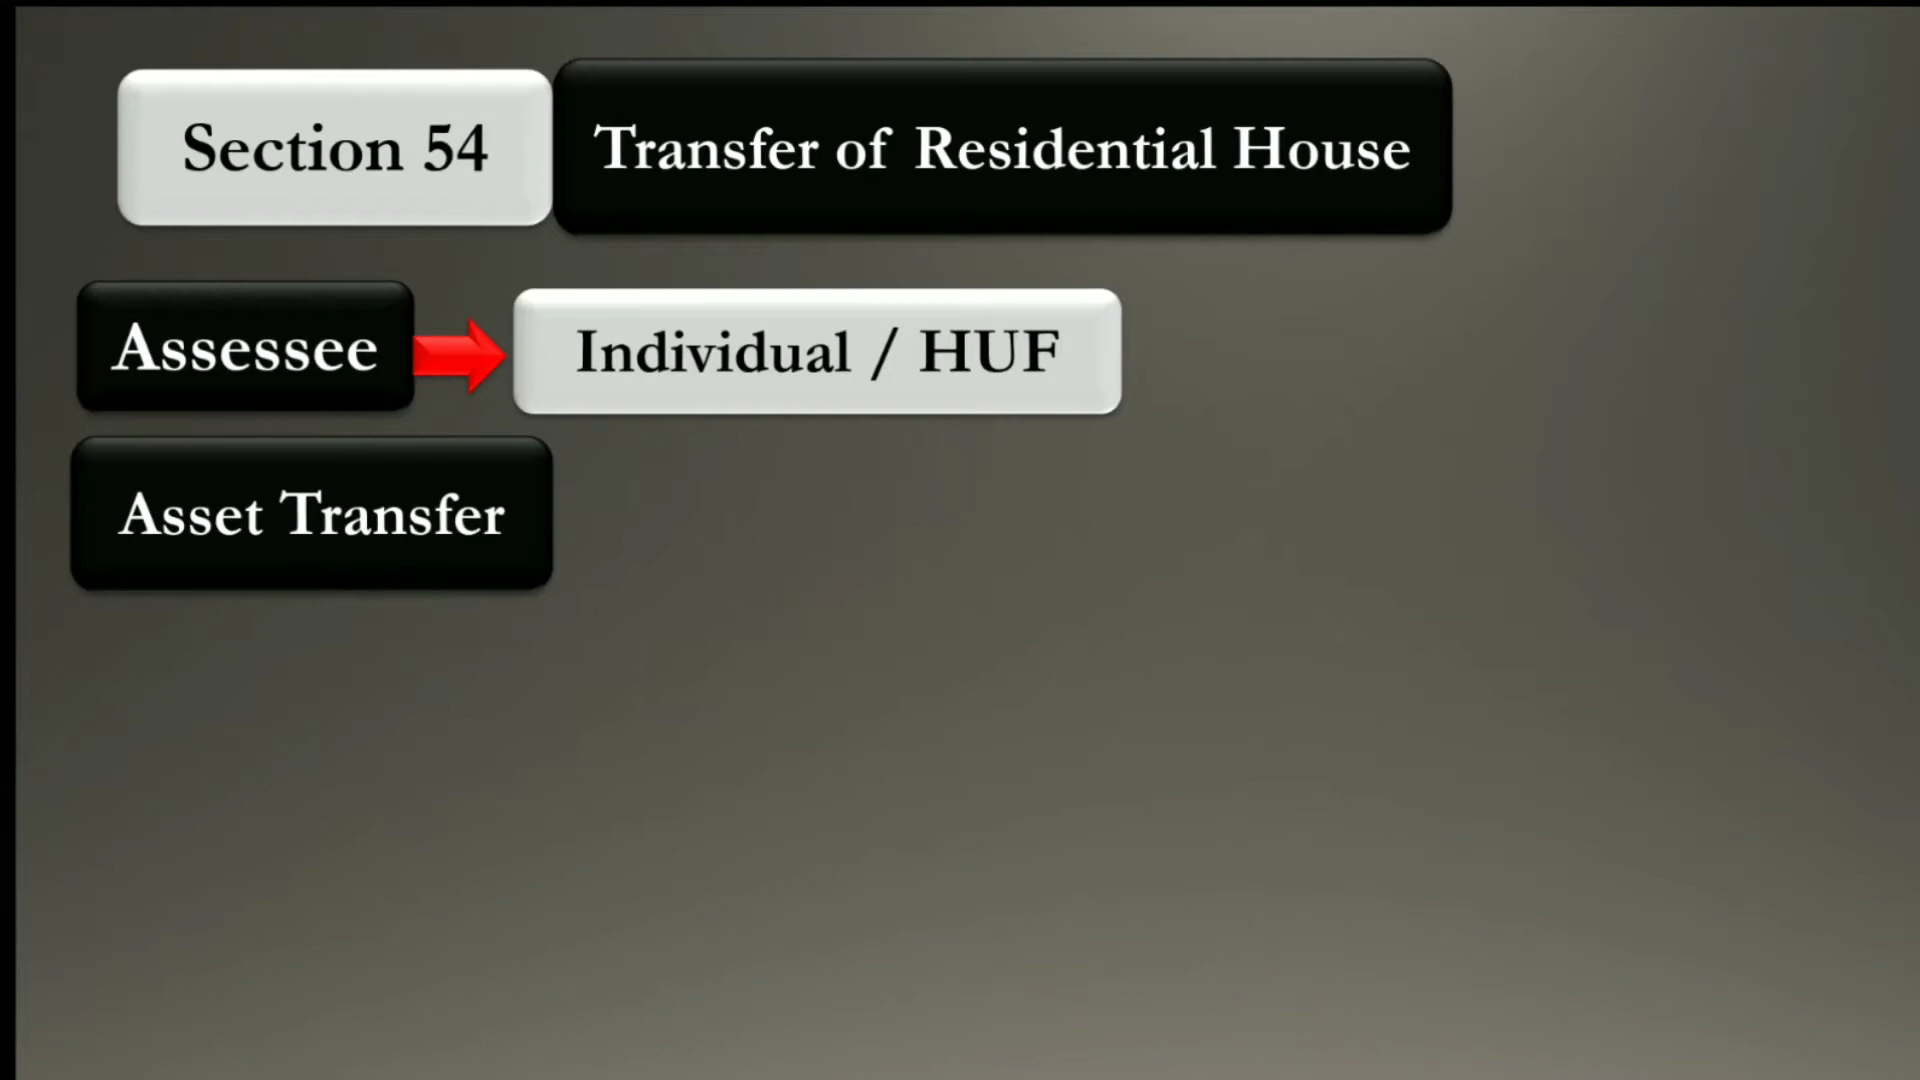 Section 54
Transfer of Residential House
Assessee
Individual / HUF
Asset Transfer